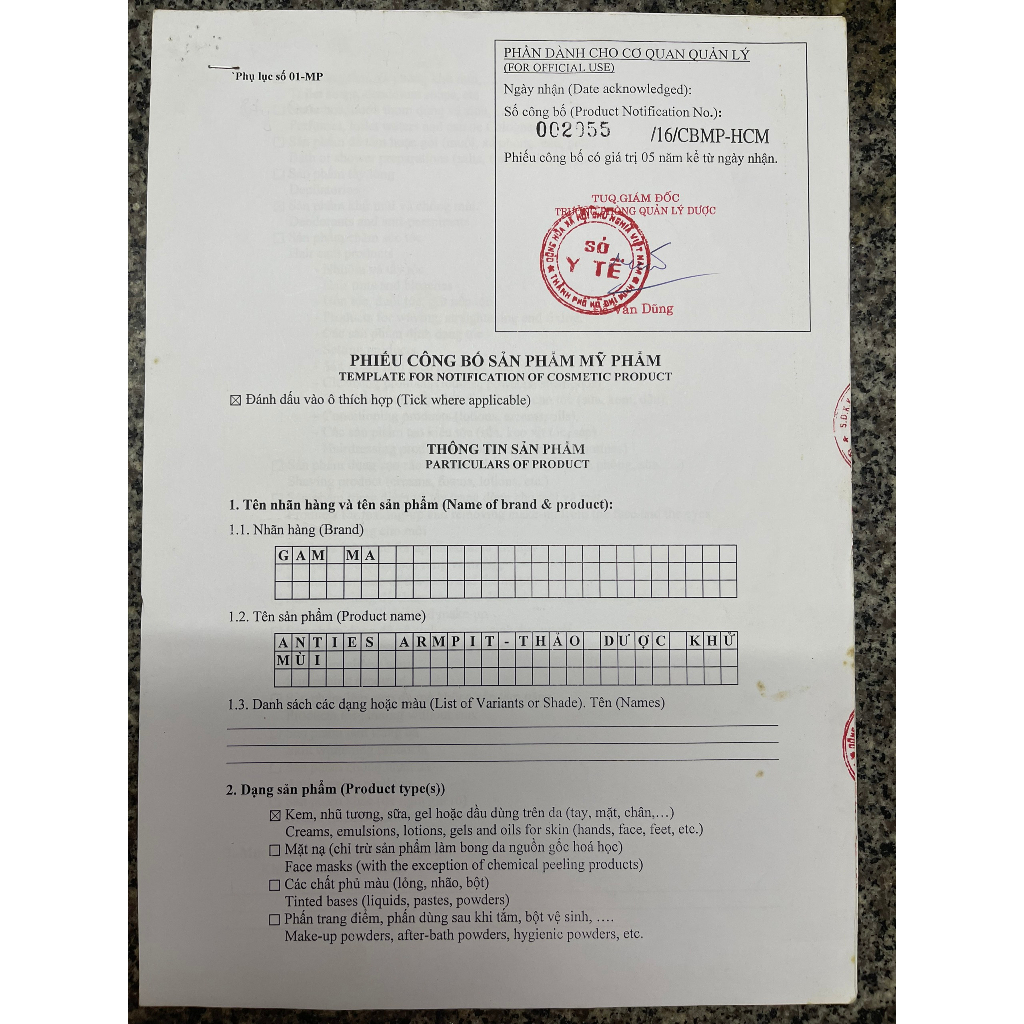 Phụ lục số 01-MP
PHẦN DÀNH CHO CƠ QUAN QUẢN LÝ
(FOR OFFICIAL USE)
Ngày nhận (Date acknowledged):
Số công bố (Product Notification No.):
002955 /16/CBMP-HCM
Phiếu công bố có giá trị 05 năm kể từ ngày nhận.
TUQ.GIÁM ĐỐC
TRƯỞNG PHÒNG QUẢN LÝ DƯỢC
SỞ
Y TẾ
THÀNH PHỐ HỒ CHÍ MINH
Văn Dũng
PHIẾU CÔNG BỐ SẢN PHẨM MỸ PHẨM
TEMPLATE FOR NOTIFICATION OF COSMETIC PRODUCT
☒ Đánh dấu vào ô thích hợp (Tick where applicable)
THÔNG TIN SẢN PHẨM
PARTICULARS OF PRODUCT
1. Tên nhãn hàng và tên sản phẩm (Name of brand & product):
1.1. Nhãn hàng (Brand)
GAM MA
1.2. Tên sản phẩm (Product name)
ANTIES ARMPIT-THẢO DƯỢC KHỬ
MÙI
1.3. Danh sách các dạng hoặc màu (List of Variants or Shade). Tên (Names)
2. Dạng sản phẩm (Product type(s))
☒ Kem, nhũ tương, sữa, gel hoặc dầu dùng trên da (tay, mặt, chân,…)
Creams, emulsions, lotions, gels and oils for skin (hands, face, feet, etc.)
☐ Mặt nạ (chỉ trừ sản phẩm làm bong da nguồn gốc hoá học)
Face masks (with the exception of chemical peeling products)
☐ Các chất phủ màu (lỏng, nhão, bột)
Tinted bases (liquids, pastes, powders)
☐ Phấn trang điểm, phấn dùng sau khi tắm, bột vệ sinh, ….
Make-up powders, after-bath powders, hygienic powders, etc.